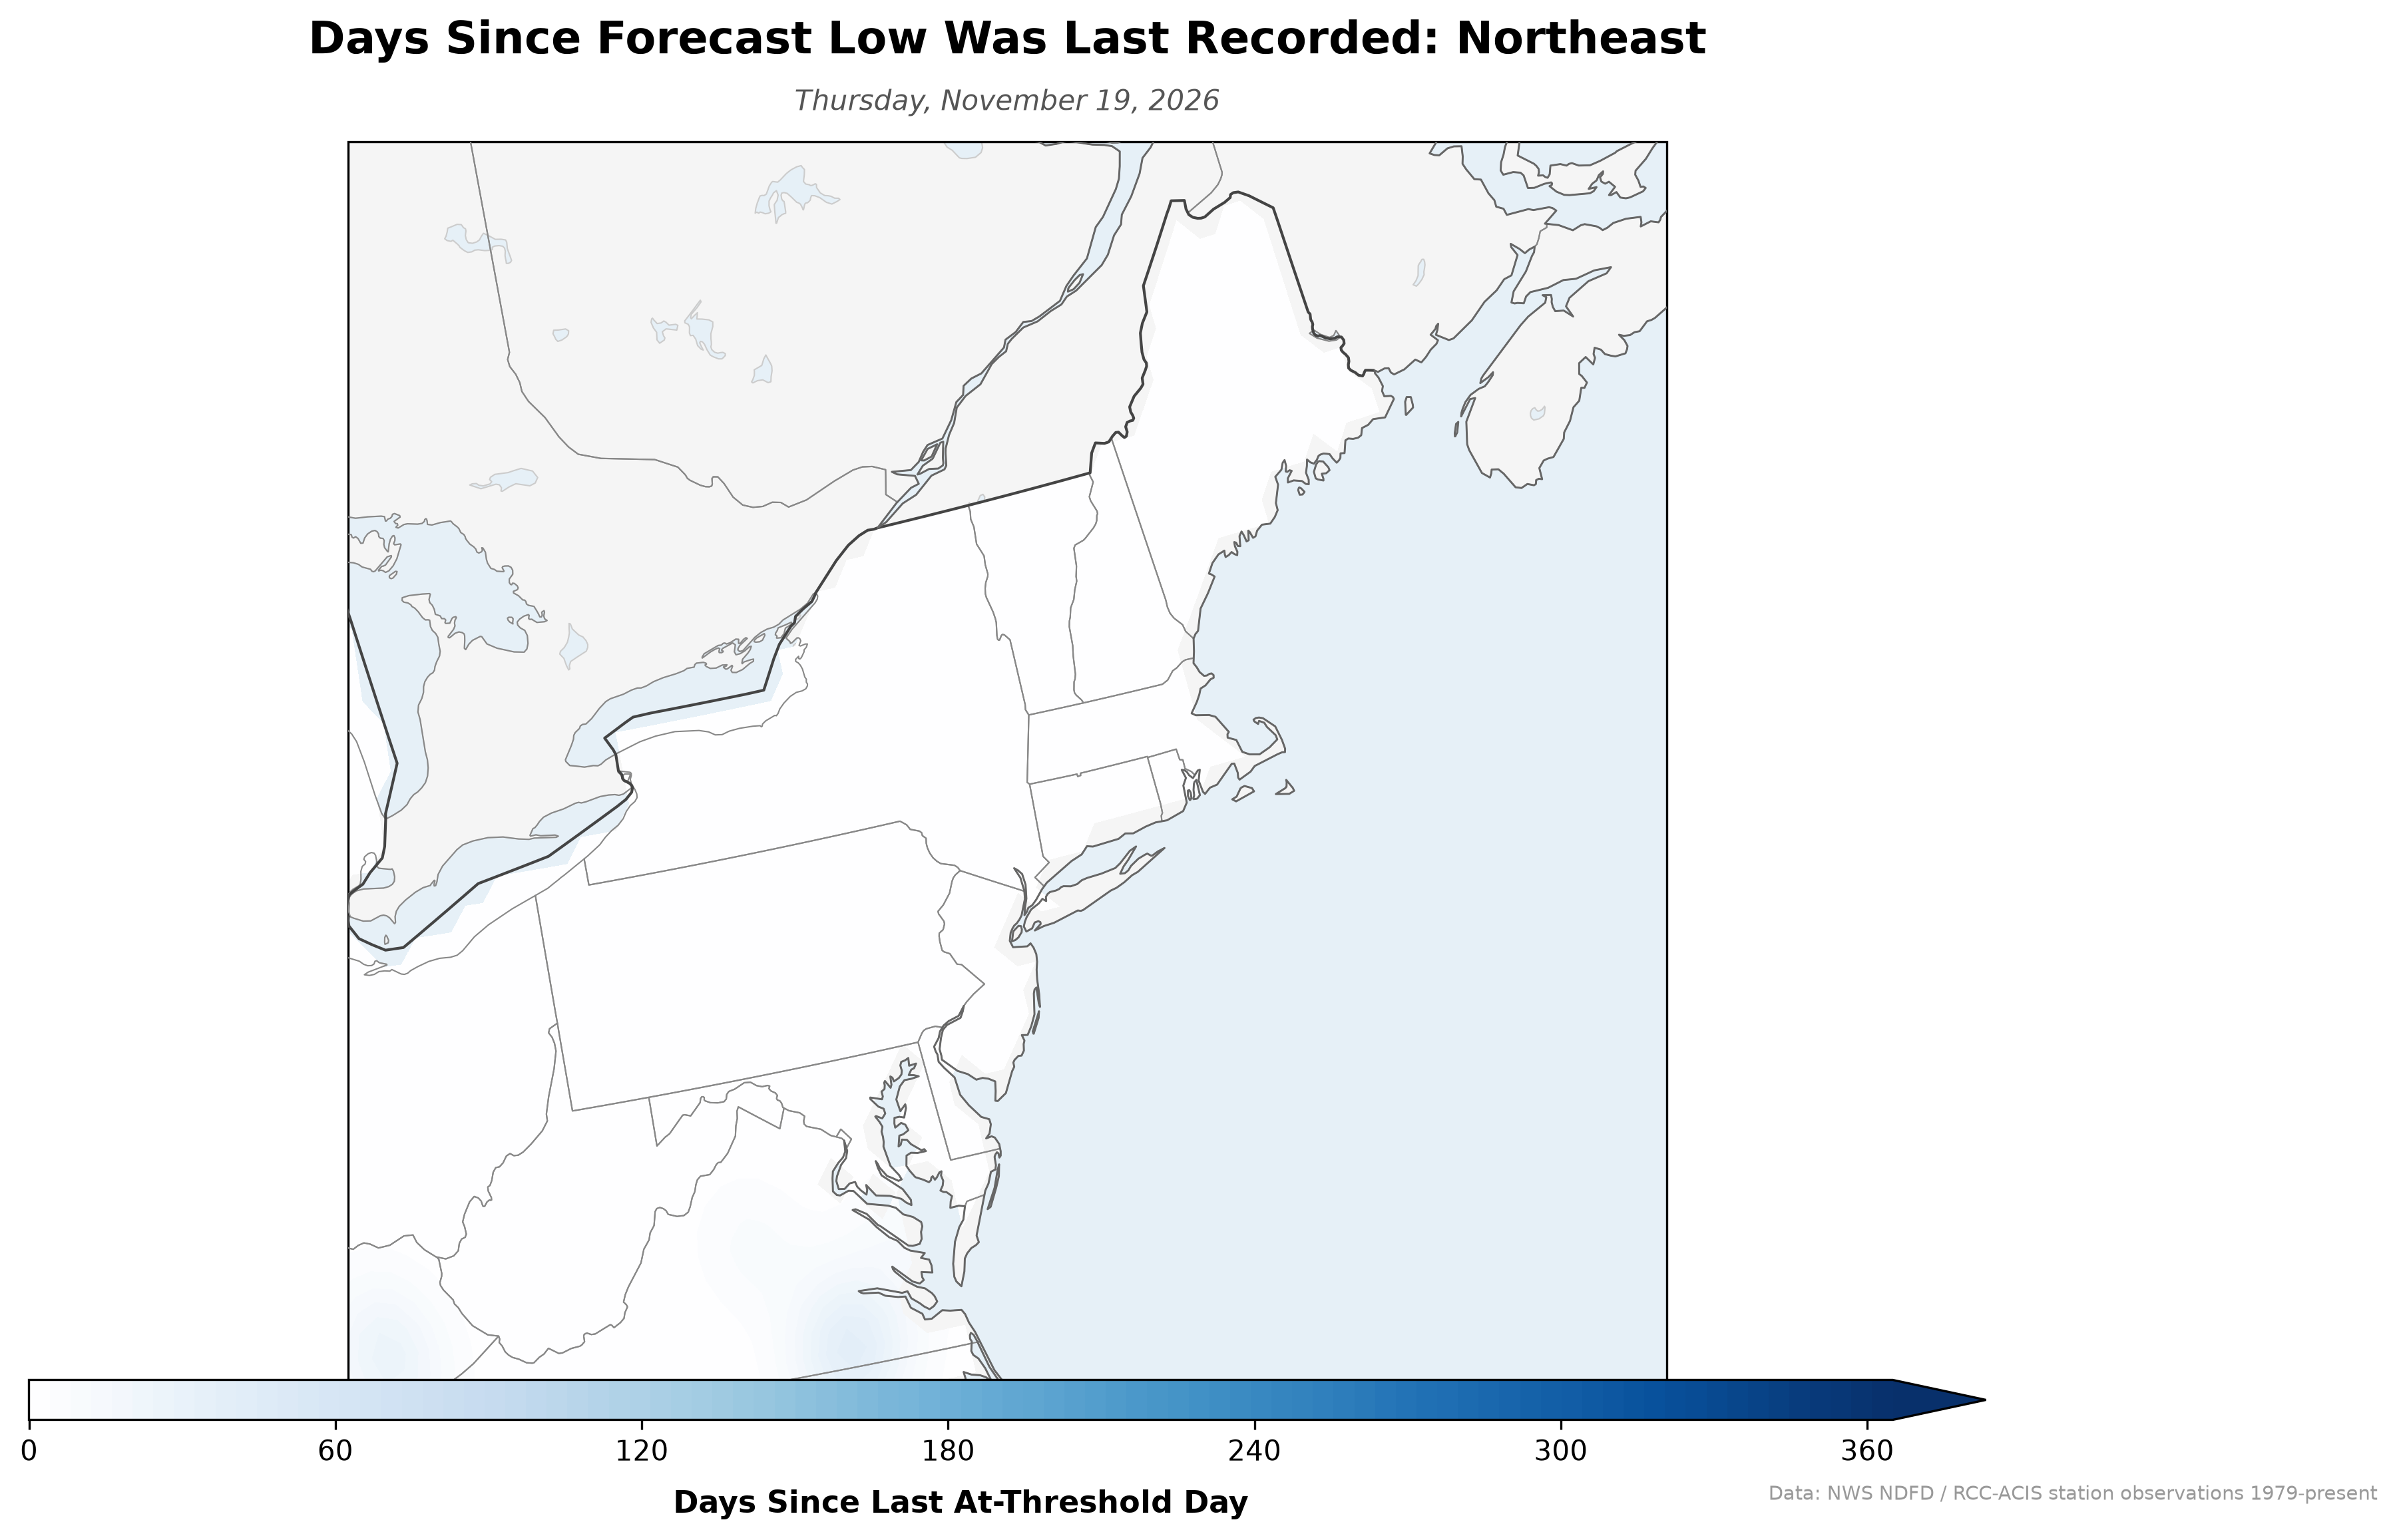 Days Since Forecast Low Was Last Recorded: Northeast
Thursday, November 19, 2026
0 60 120 180 240 300 360
Days Since Last At-Threshold Day
Data: NWS NDFD / RCC-ACIS station observations 1979-present